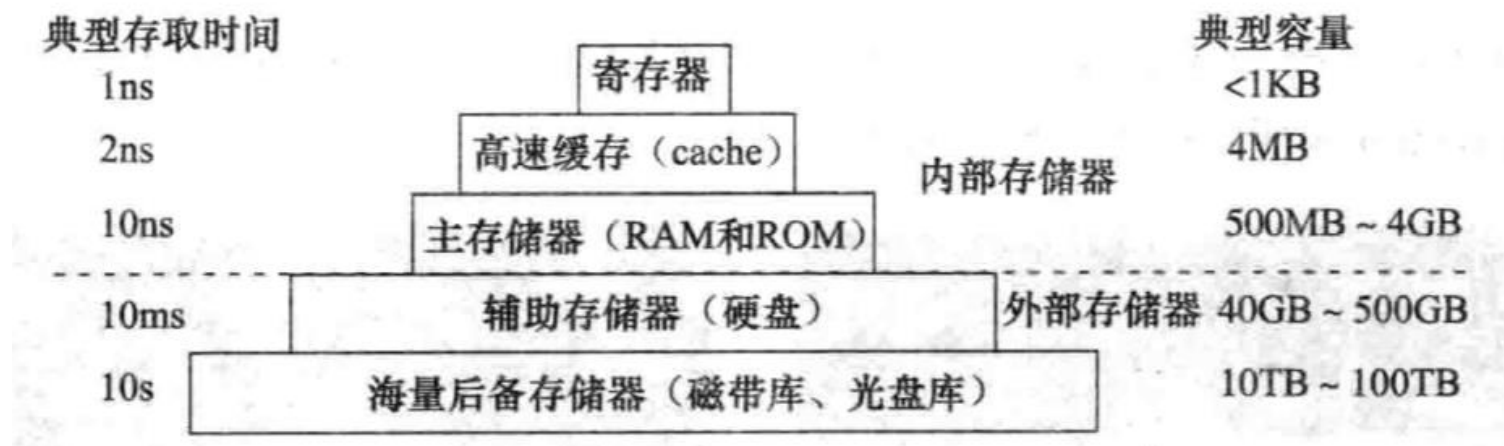 典型存取时间 典型容量
1ns 寄存器 <1KB
2ns 高速缓存（cache） 4MB
内部存储器
10ns 主存储器（RAM和ROM） 500MB ~ 4GB
10ms 辅助存储器（硬盘） 外部存储器 40GB ~ 500GB
10s 海量后备存储器（磁带库、光盘库） 10TB ~ 100TB